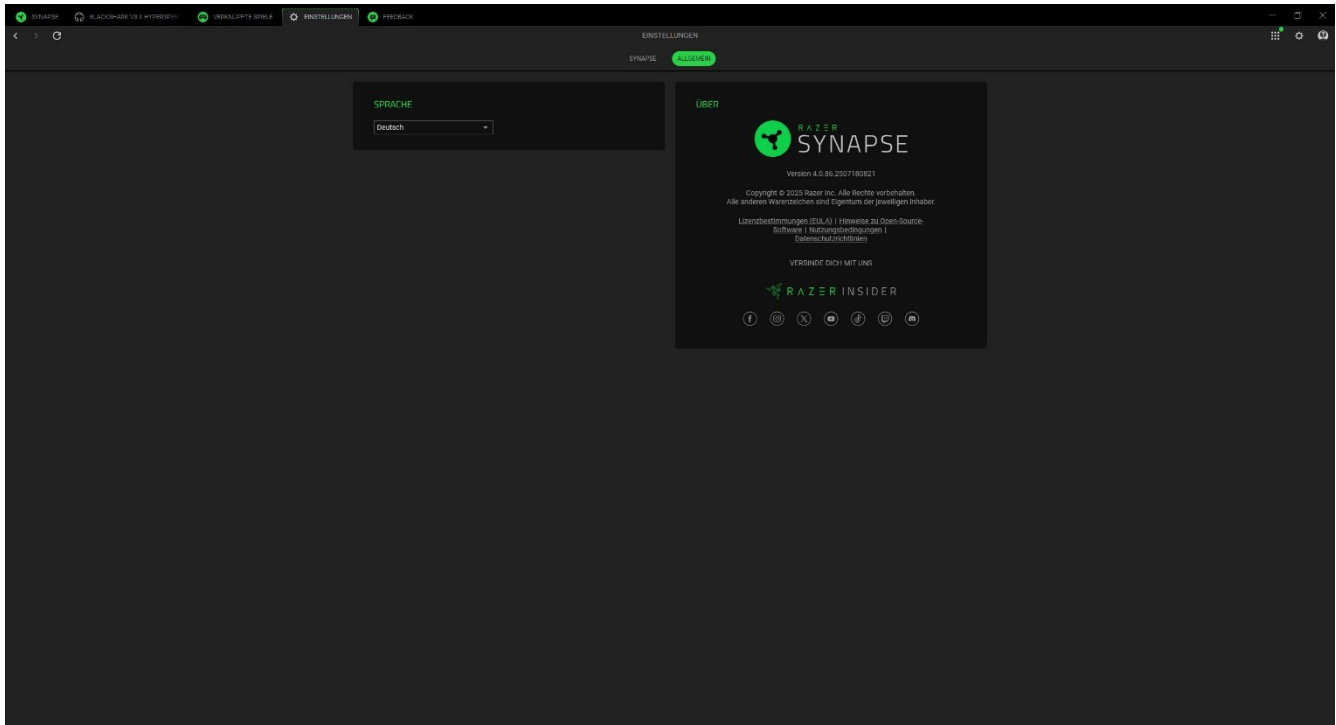 SYNAPSE
BLACKSHARK V3 X HYPERSPE
VERKNÜPFTE SPIELE
EINSTELLUNGEN
FEEDBACK
EINSTELLUNGEN
SYNAPSE
ALLGEMEIN
SPRACHE
Deutsch
ÜBER
RAZER
SYNAPSE
Version 4.0.86.2507180821
Copyright © 2025 Razer Inc. Alle Rechte vorbehalten.
Alle anderen Warenzeichen sind Eigentum der jeweiligen Inhaber.
Lizenzbestimmungen (EULA) | Hinweise zu Open-Source-
Software | Nutzungsbedingungen |
Datenschutzrichtlinien
VERBINDE DICH MIT UNS
RAZER INSIDER